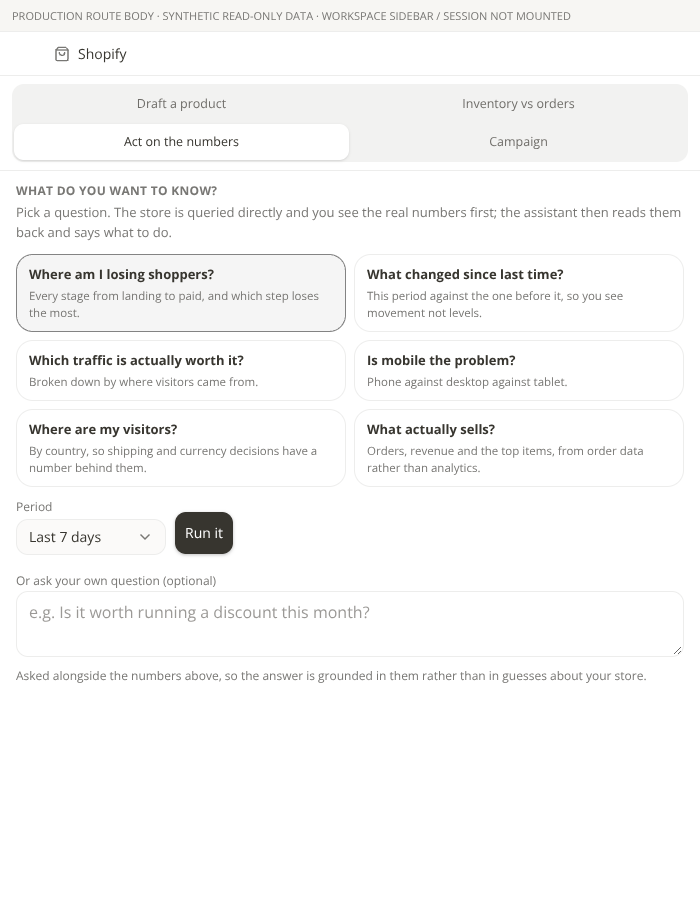 PRODUCTION ROUTE BODY · SYNTHETIC READ-ONLY DATA · WORKSPACE SIDEBAR / SESSION NOT MOUNTED
Shopify
Draft a product
Inventory vs orders
Act on the numbers
Campaign
WHAT DO YOU WANT TO KNOW?
Pick a question. The store is queried directly and you see the real numbers first; the assistant then reads them
back and says what to do.
Where am I losing shoppers?
Every stage from landing to paid, and which step loses
the most.
What changed since last time?
This period against the one before it, so you see
movement not levels.
Which traffic is actually worth it?
Broken down by where visitors came from.
Is mobile the problem?
Phone against desktop against tablet.
Where are my visitors?
By country, so shipping and currency decisions have a
number behind them.
What actually sells?
Orders, revenue and the top items, from order data
rather than analytics.
Period
Last 7 days
Run it
Or ask your own question (optional)
e.g. Is it worth running a discount this month?
Asked alongside the numbers above, so the answer is grounded in them rather than in guesses about your store.